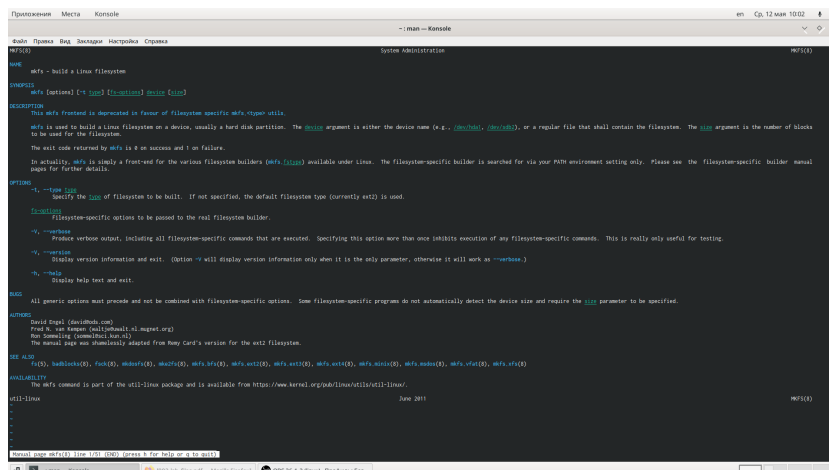 Приложения Места Konsole en Ср, 12 мая 10:02
~ : man — Konsole
Файл Правка Вид Закладки Настройка Справка
MKFS(8) System Administration MKFS(8)
NAME
mkfs - build a Linux filesystem
SYNOPSIS
mkfs [options] [-t type] [fs-options] device [size]
DESCRIPTION
This mkfs frontend is deprecated in favour of filesystem specific mkfs.<type> utils.
mkfs is used to build a Linux filesystem on a device, usually a hard disk partition. The device argument is either the device name (e.g., /dev/hda1, /dev/sdb2), or a regular file that shall contain the filesystem. The size argument is the number of blocks
to be used for the filesystem.
The exit code returned by mkfs is 0 on success and 1 on failure.
In actuality, mkfs is simply a front-end for the various filesystem builders (mkfs.fstype) available under Linux. The filesystem-specific builder is searched for via your PATH environment setting only. Please see the filesystem-specific builder manual
pages for further details.
OPTIONS
-t, --type type
Specify the type of filesystem to be built. If not specified, the default filesystem type (currently ext2) is used.
fs-options
Filesystem-specific options to be passed to the real filesystem builder.
-V, --verbose
Produce verbose output, including all filesystem-specific commands that are executed. Specifying this option more than once inhibits execution of any filesystem-specific commands. This is really only useful for testing.
-V, --version
Display version information and exit. (Option -V will display version information only when it is the only parameter, otherwise it will work as --verbose.)
-h, --help
Display help text and exit.
BUGS
All generic options must precede and not be combined with filesystem-specific options. Some filesystem-specific programs do not automatically detect the device size and require the size parameter to be specified.
AUTHORS
David Engel (david@ods.com)
Fred N. van Kempen (waltje@uwalt.nl.mugnet.org)
Ron Sommeling (sommel@sci.kun.nl)
The manual page was shamelessly adapted from Remy Card's version for the ext2 filesystem.
SEE ALSO
fs(5), badblocks(8), fsck(8), mkdosfs(8), mke2fs(8), mkfs.bfs(8), mkfs.ext2(8), mkfs.ext3(8), mkfs.ext4(8), mkfs.minix(8), mkfs.msdos(8), mkfs.vfat(8), mkfs.xfs(8)
AVAILABILITY
The mkfs command is part of the util-linux package and is available from https://www.kernel.org/pub/linux/utils/util-linux/.
util-linux June 2011 MKFS(8)
~
~
~
~
~
Manual page mkfs(8) line 1/51 (END) (press h for help or q to quit)